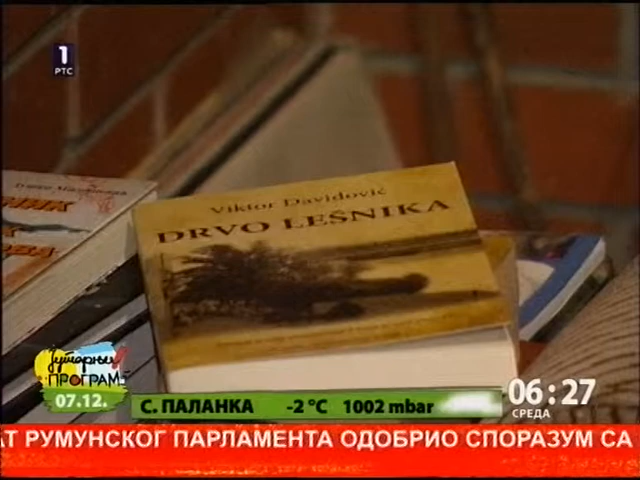 1
РТС
Viktor Davidović
DRVO LEŠNIKA
Јутарњи
ПРОГРАМ
07.12.
С. ПАЛАНКА -2 °C 1002 mbar
06:27
СРЕДА
АТ РУМУНСКОГ ПАРЛАМЕНТА ОДОБРИО СПОРАЗУМ СА